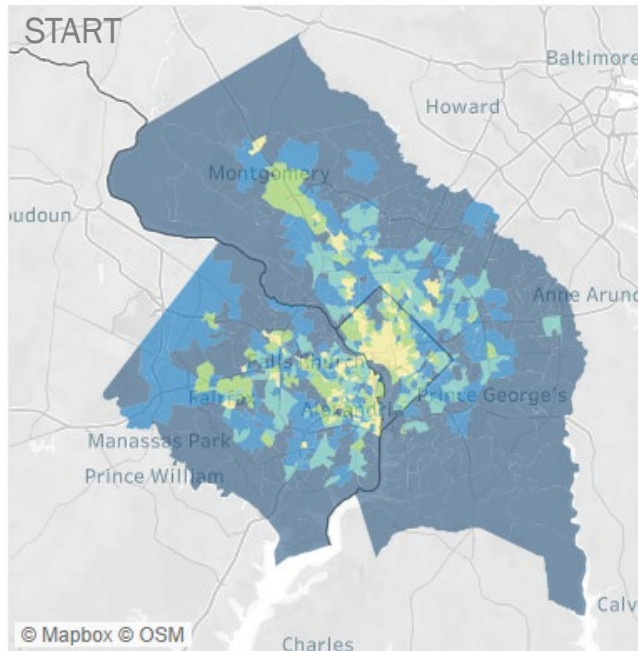 START
Baltimore
Howard
Montgomery
oudoun
Anne Arund
Falls Church
Fairfax
Alexandria
Prince George's
Manassas Park
Prince William
Calv
© Mapbox © OSM
Charles